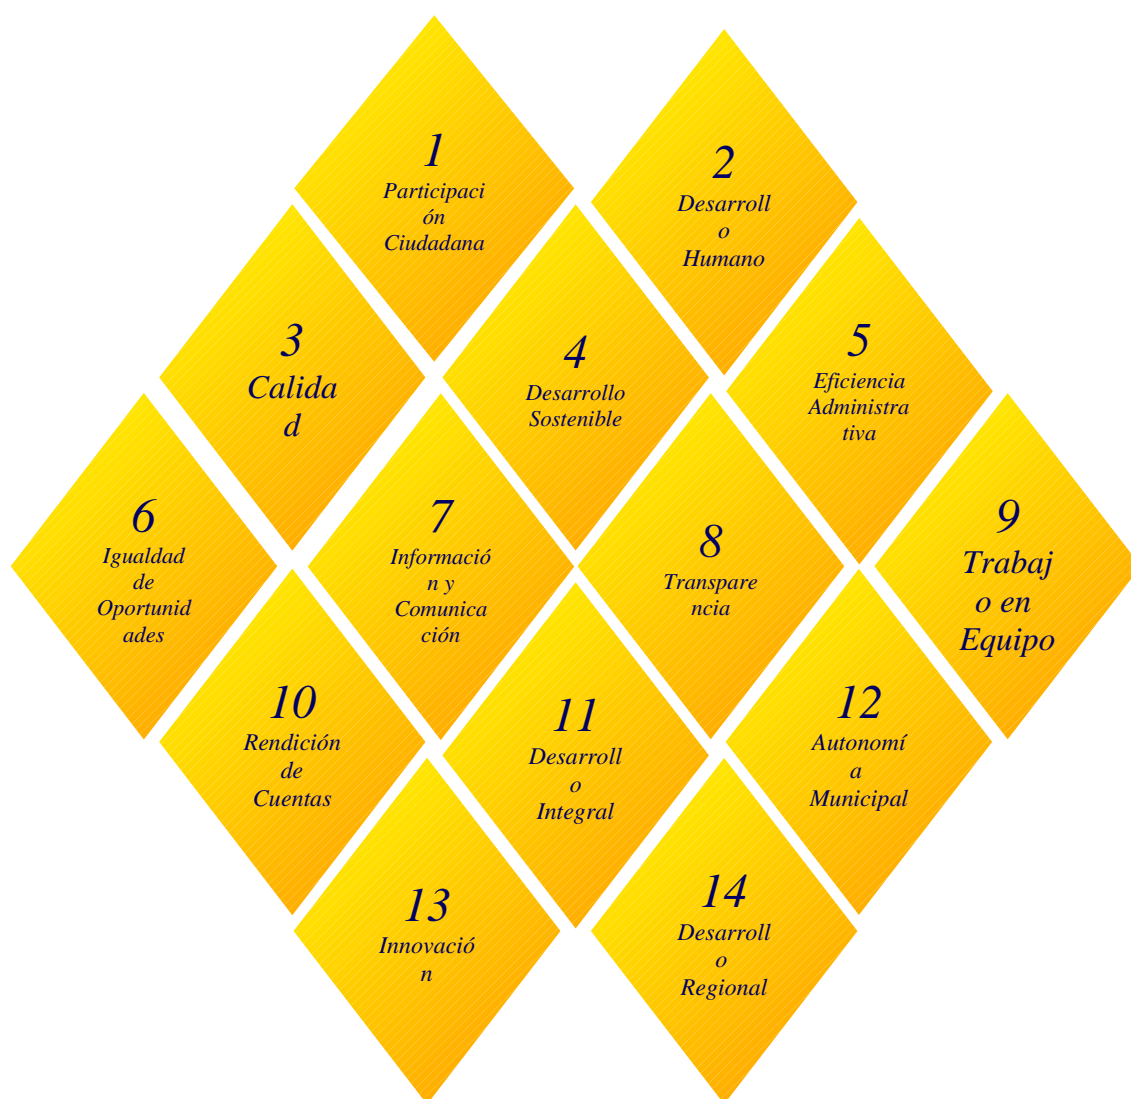 1
Participaci
ón
Ciudadana
2
Desarroll
o
Humano
3
Calida
d
4
Desarrollo
Sostenible
5
Eficiencia
Administra
tiva
6
Igualdad
de
Oportunid
ades
7
Informació
n y
Comunica
ción
8
Transpare
ncia
9
Trabaj
o en
Equipo
10
Rendición
de
Cuentas
11
Desarroll
o
Integral
12
Autonomí
a
Municipal
13
Innovació
n
14
Desarroll
o
Regional